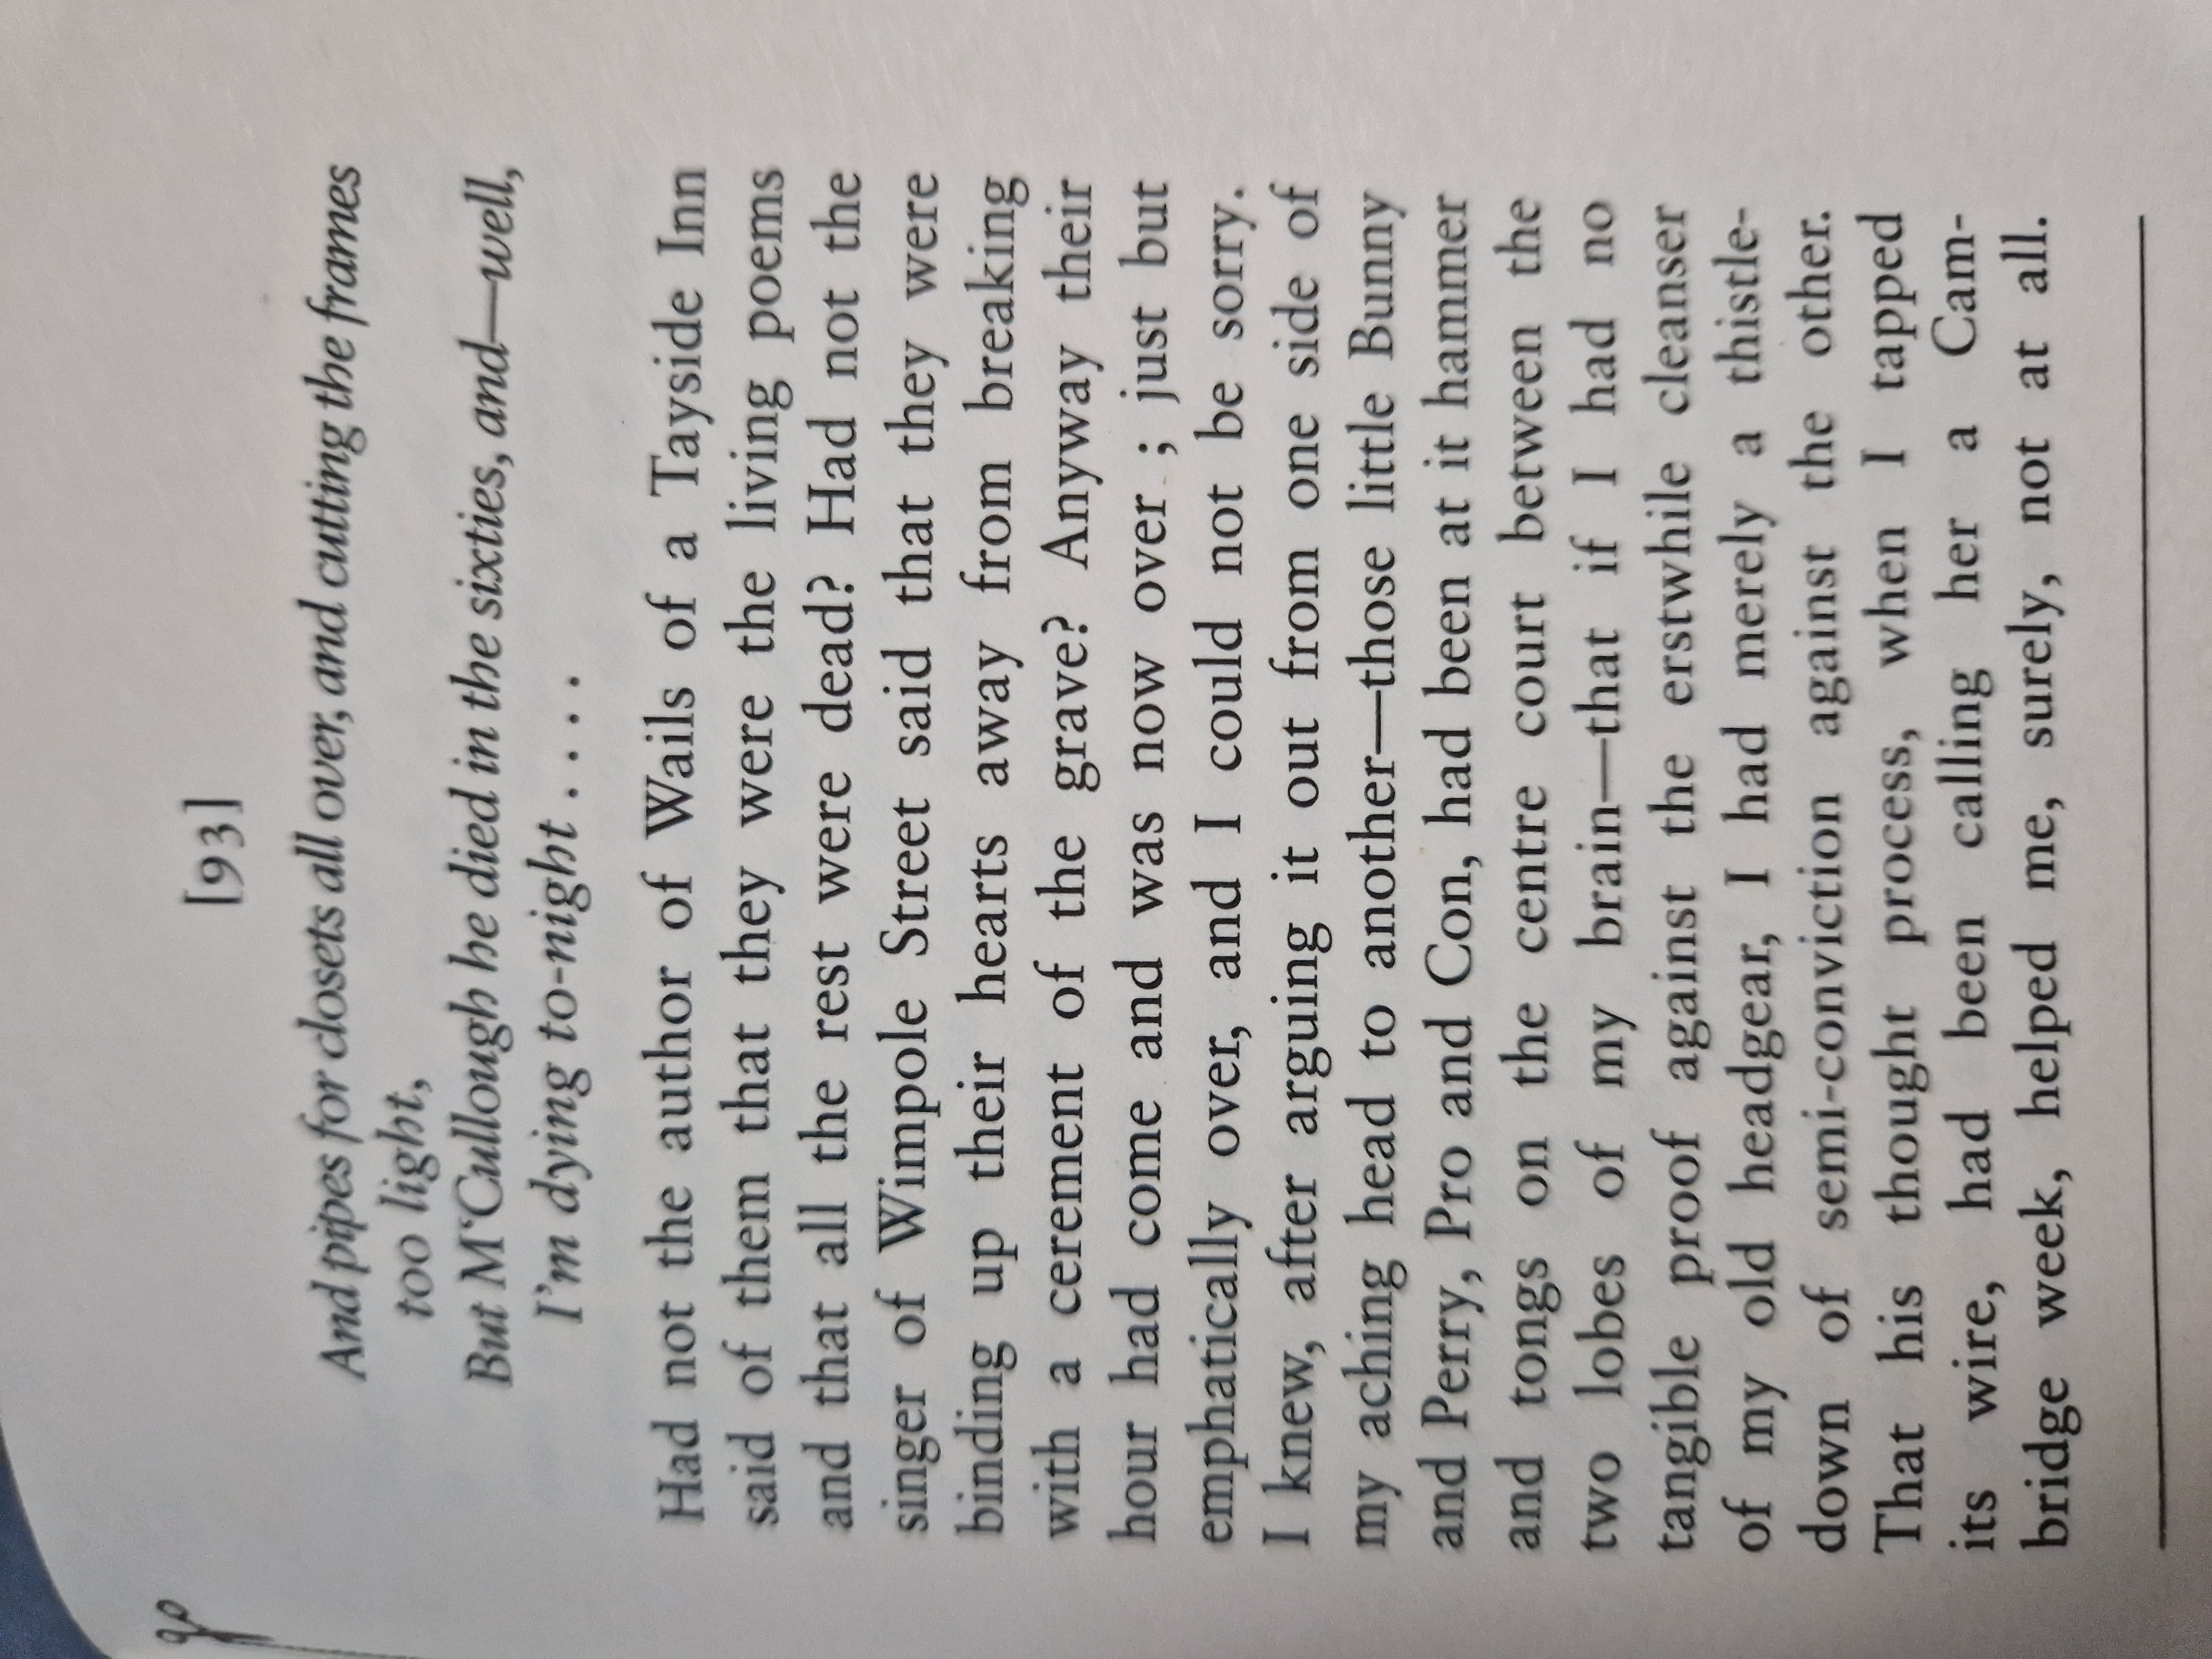 [93]
And pipes for closets all over, and cutting the frames
too light,
But M'Cullough he died in the sixties, and—well,
I'm dying to-night . . . .
Had not the author of Wails of a Tayside Inn
said of them that they were the living poems
and that all the rest were dead? Had not the
singer of Wimpole Street said that they were
binding up their hearts away from breaking
with a cerement of the grave? Anyway their
hour had come and was now over ; just but
emphatically over, and I could not be sorry.
I knew, after arguing it out from one side of
my aching head to another—those little Bunny
and Perry, Pro and Con, had been at it hammer
and tongs on the centre court between the
two lobes of my brain—that if I had no
tangible proof against the erstwhile cleanser
of my old headgear, I had merely a thistle-
down of semi-conviction against the other.
That his thought process, when I tapped
its wire, had been calling her a Cam-
bridge week, helped me, surely, not at all.